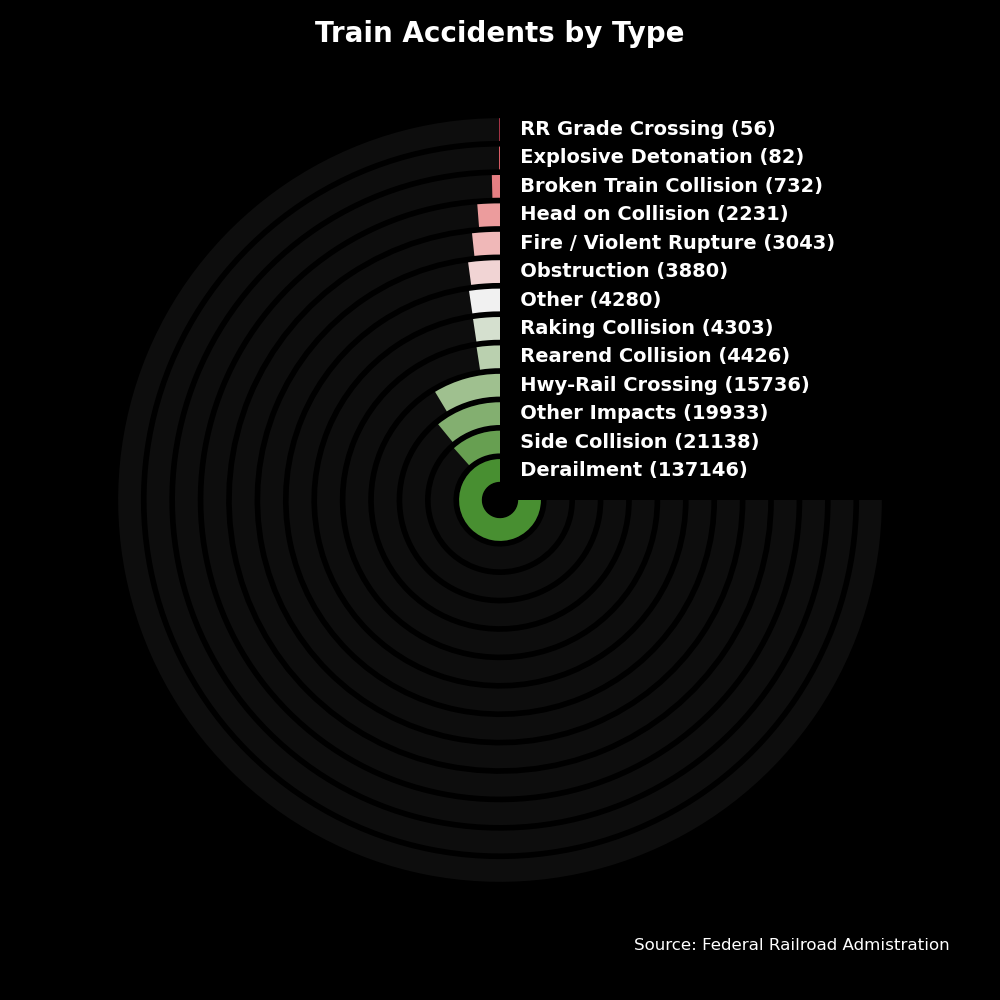 Train Accidents by Type
RR Grade Crossing (56)
Explosive Detonation (82)
Broken Train Collision (732)
Head on Collision (2231)
Fire / Violent Rupture (3043)
Obstruction (3880)
Other (4280)
Raking Collision (4303)
Rearend Collision (4426)
Hwy-Rail Crossing (15736)
Other Impacts (19933)
Side Collision (21138)
Derailment (137146)
Source: Federal Railroad Admistration